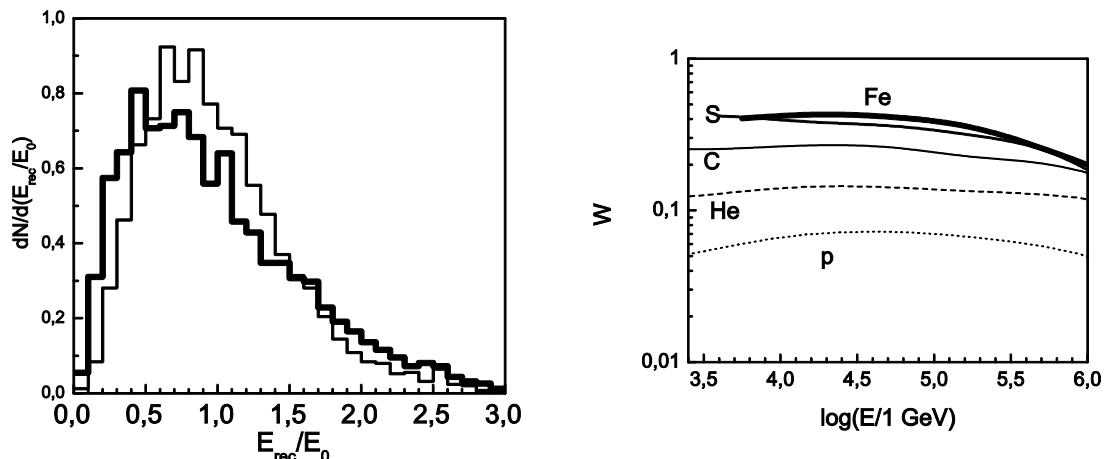 1,0
0,8
0,6
0,4
0,2
0,0
dN/d(E_rec/E_0)
0,0 0,5 1,0 1,5 2,0 2,5 3,0
E_rec/E_0
1
0,1
0,01
W
Fe
S
C
He
p
3,5 4,0 4,5 5,0 5,5 6,0
log(E/1 GeV)